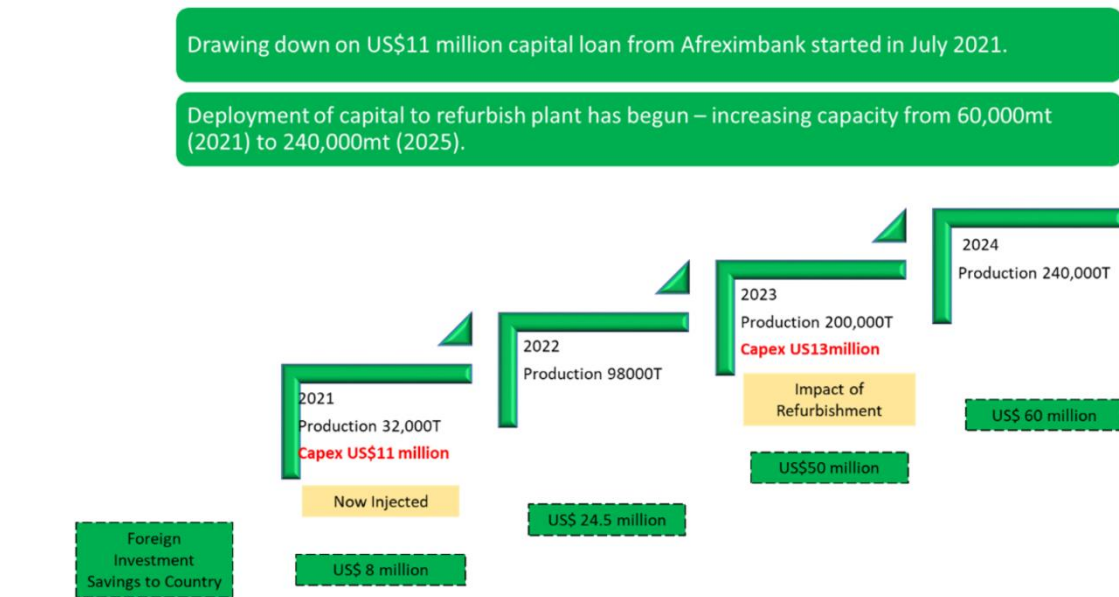 Drawing down on US$11 million capital loan from Afreximbank started in July 2021.
Deployment of capital to refurbish plant has begun – increasing capacity from 60,000mt
(2021) to 240,000mt (2025).
2024
Production 240,000T
2023
Production 200,000T
Capex US13million
Impact of
Refurbishment
2022
Production 98000T
2021
Production 32,000T
Capex US$11 million
Now Injected
US$ 60 million
US$50 million
US$ 24.5 million
US$ 8 million
Foreign
Investment
Savings to Country